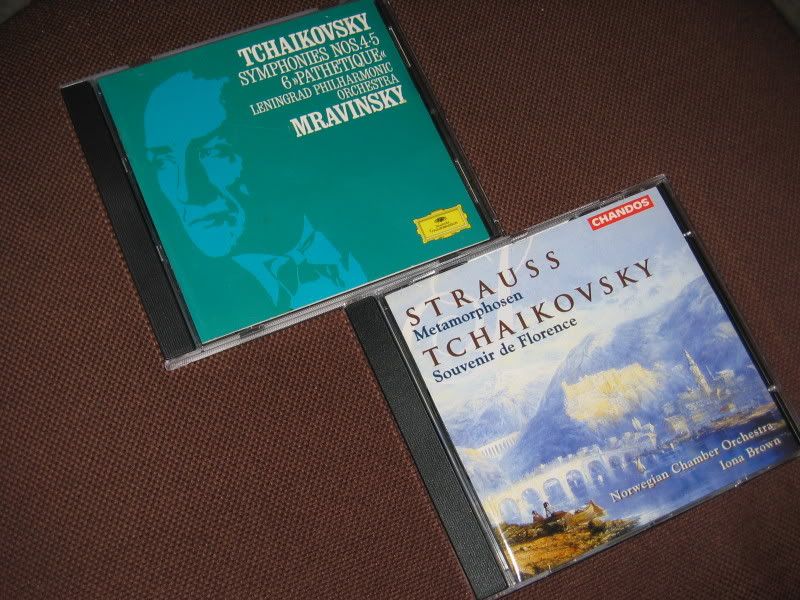 TCHAIKOVSKY
SYMPHONIES NOS.4·5
6 »PATHETIQUE«
LENINGRAD PHILHARMONIC
ORCHESTRA
MRAVINSKY
CHANDOS
STRAUSS
Metamorphosen
TCHAIKOVSKY
Souvenir de Florence
Norwegian Chamber Orchestra
Iona Brown